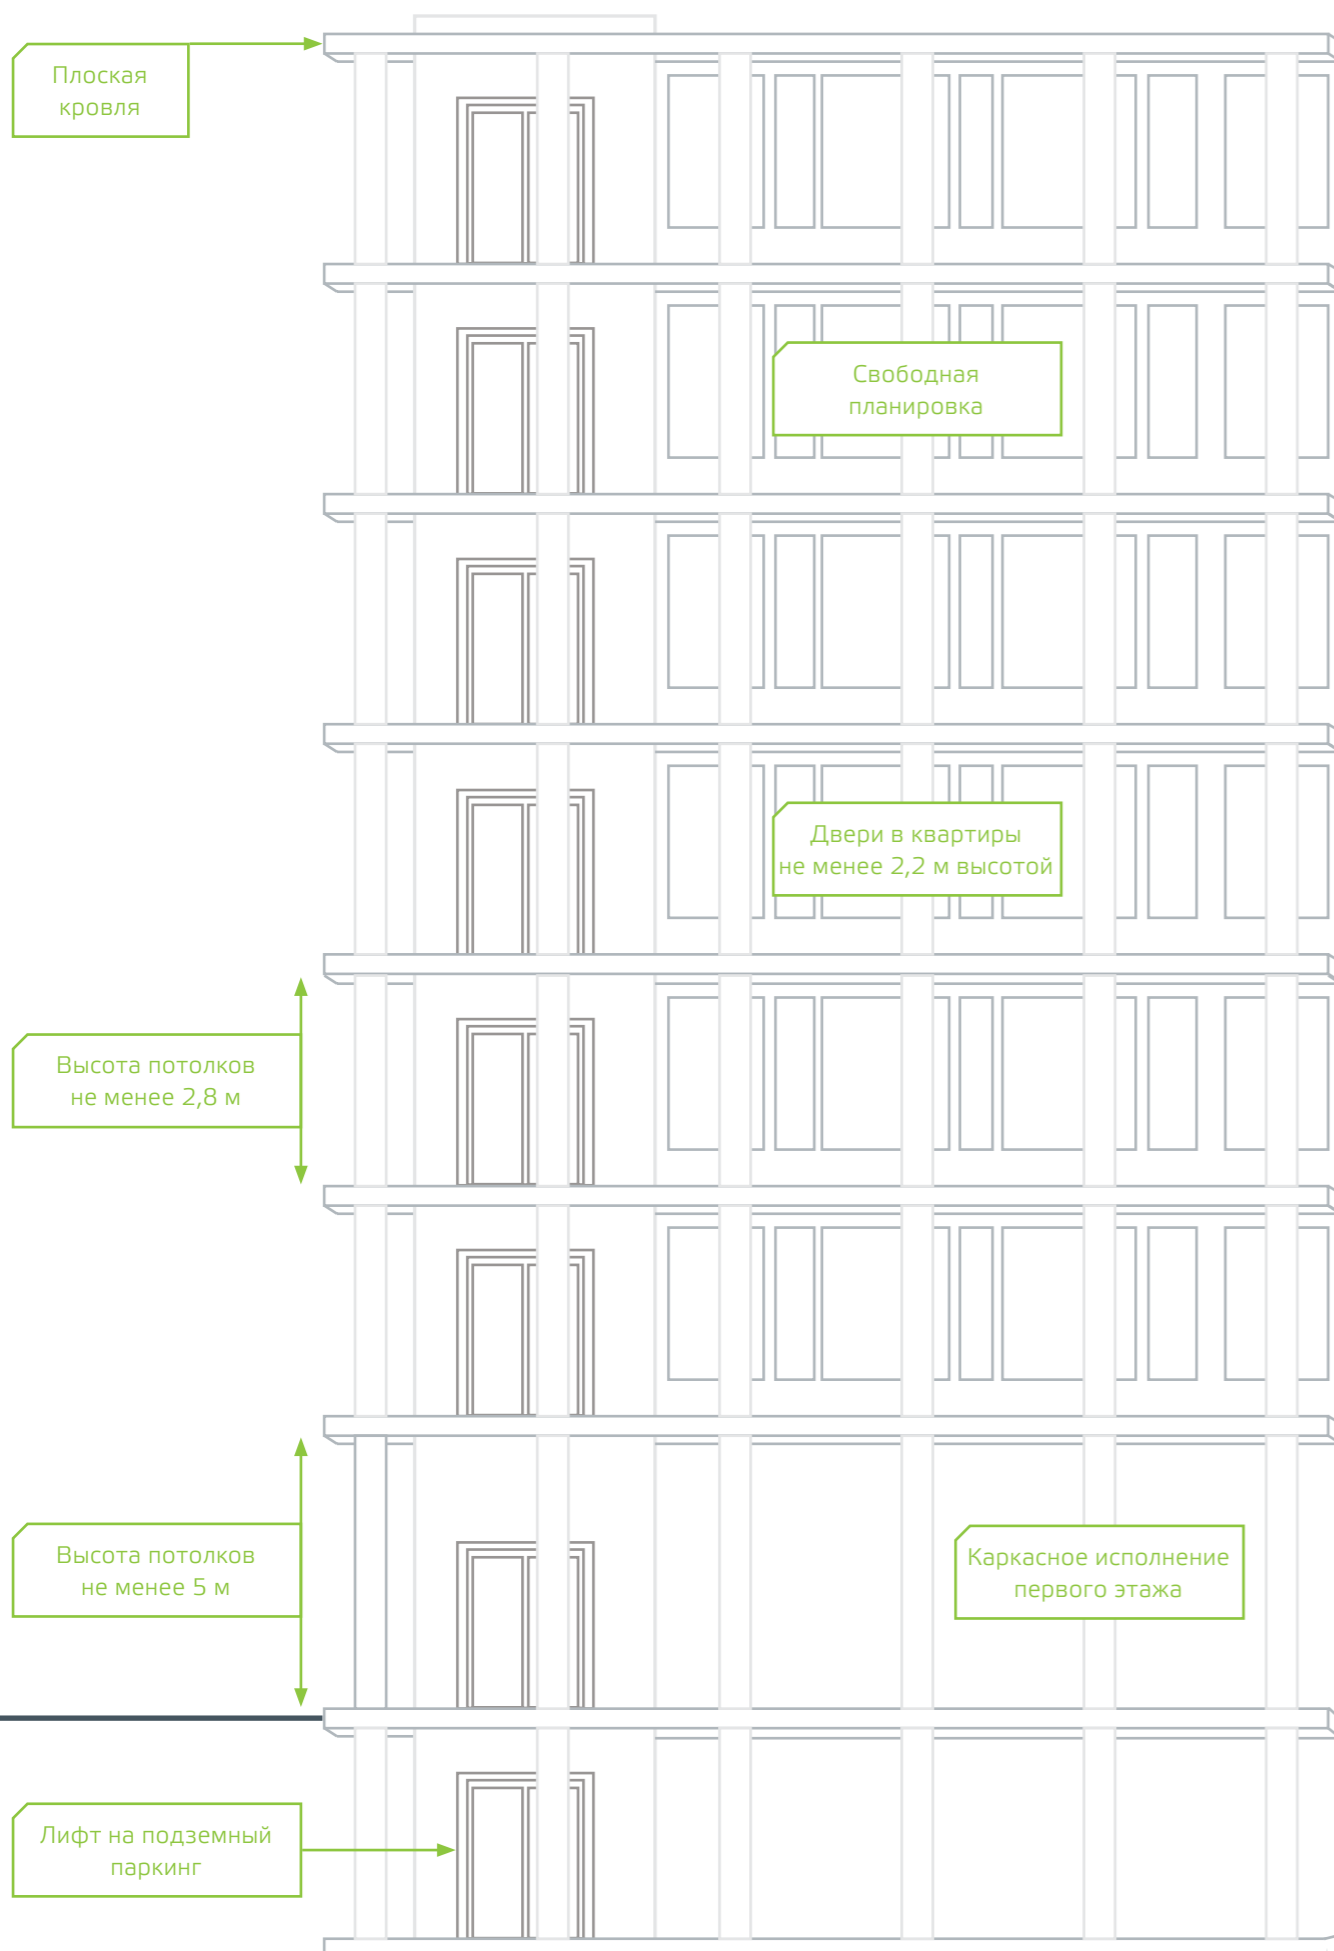 Плоская
кровля
Свободная
планировка
Двери в квартиры
не менее 2,2 м высотой
Высота потолков
не менее 2,8 м
Высота потолков
не менее 5 м
Каркасное исполнение
первого этажа
Лифт на подземный
паркинг